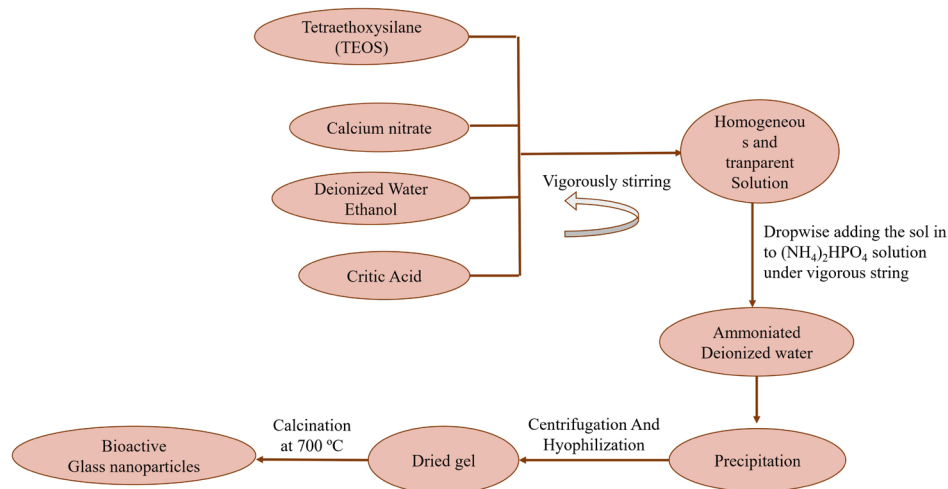 Tetraethoxysilane
(TEOS)
Calcium nitrate
Deionized Water
Ethanol
Critic Acid
Vigorously stirring
Homogeneou
s and
tranparent
Solution
Dropwise adding the sol in
to (NH₄)₂HPO₄ solution
under vigorous string
Ammoniated
Deionized water
Precipitation
Centrifugation And
Hyophilization
Dried gel
Calcination
at 700 ºC
Bioactive
Glass nanoparticles